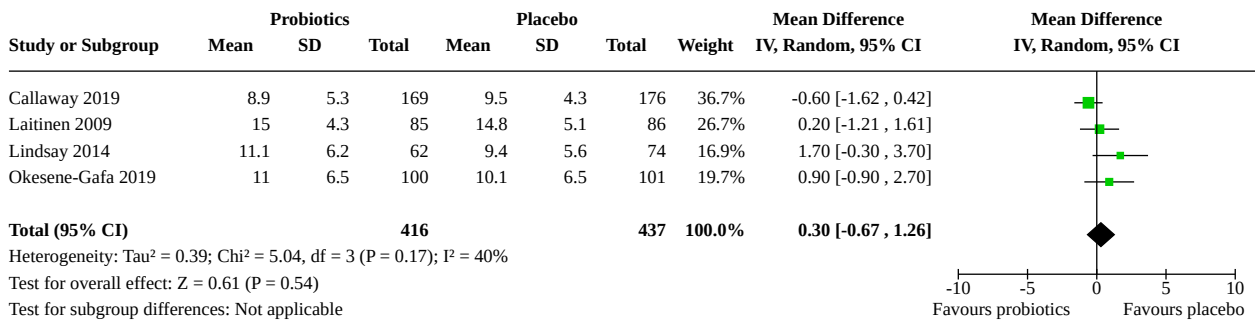 Probiotics Placebo Mean Difference Mean Difference
Study or Subgroup Mean SD Total Mean SD Total Weight IV, Random, 95% CI IV, Random, 95% CI
Callaway 2019 8.9 5.3 169 9.5 4.3 176 36.7% -0.60 [-1.62 , 0.42]
Laitinen 2009 15 4.3 85 14.8 5.1 86 26.7% 0.20 [-1.21 , 1.61]
Lindsay 2014 11.1 6.2 62 9.4 5.6 74 16.9% 1.70 [-0.30 , 3.70]
Okesene-Gafa 2019 11 6.5 100 10.1 6.5 101 19.7% 0.90 [-0.90 , 2.70]
Total (95% CI) 416 437 100.0% 0.30 [-0.67 , 1.26]
Heterogeneity: Tau² = 0.39; Chi² = 5.04, df = 3 (P = 0.17); I² = 40%
Test for overall effect: Z = 0.61 (P = 0.54)
Test for subgroup differences: Not applicable
-10 -5 0 5 10
Favours probiotics Favours placebo